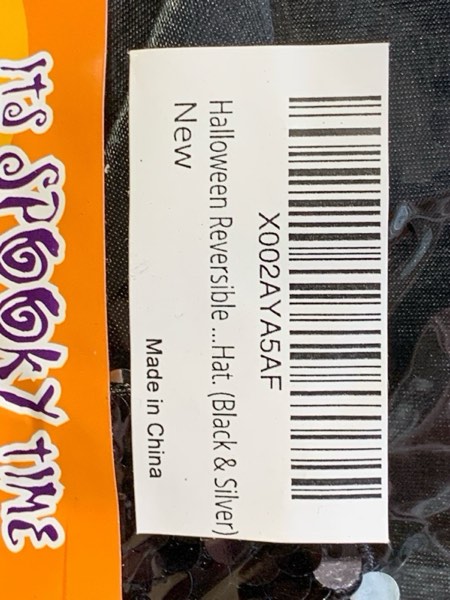 ITS SPOOKY TIME
X002AYA5AF
Halloween Reversible ...Hat. (Black & Silver)
New
Made in China